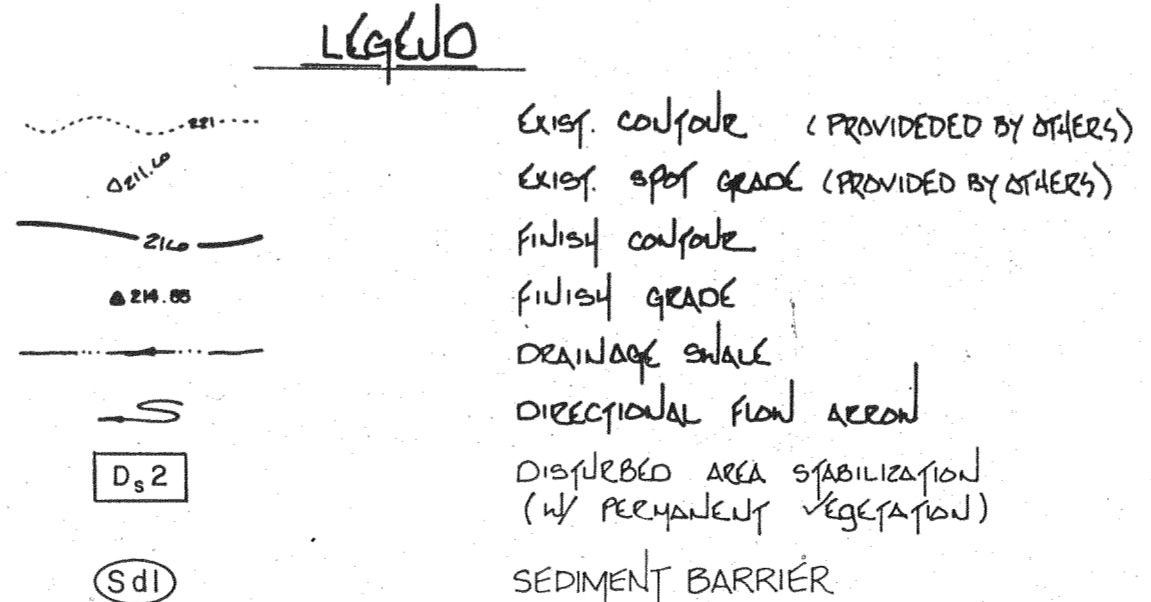 LEGEND
221 EXIST. CONTOUR (PROVIDEDED BY OTHERS)
211.6 EXIST. SPOT GRADE (PROVIDED BY OTHERS)
216 FINISH CONTOUR
214.85 FINISH GRADE
DRAINAGE SWALE
DIRECTIONAL FLOW ARROW
Ds2 DISTURBED AREA STABILIZATION
(W/ PERMANENT VEGETATION)
Sd1 SEDIMENT BARRIER